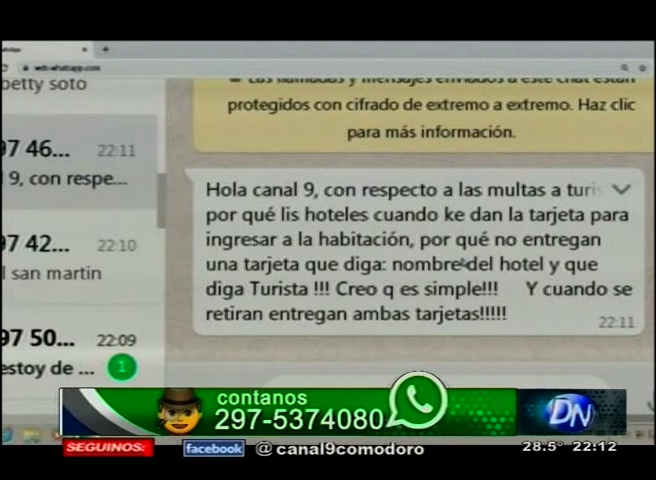 web.whatsapp.com
betty soto
97 46...
22:11
9, con respe...
97 42...
22:10
l san martin
97 50...
22:09
estoy de ...
1
Las llamadas y mensajes enviados a este chat están
protegidos con cifrado de extremo a extremo. Haz clic
para más información.
Hola canal 9, con respecto a las multas a turis
por qué lis hoteles cuando ke dan la tarjeta para
ingresar a la habitación, por qué no entregan
una tarjeta que diga: nombre del hotel y que
diga Turista !!! Creo q es simple!!! Y cuando se
retiran entregan ambas tarjetas!!!!!
22:11
contanos
297-5374080
DN
SEGUINOS:
facebook
@canal9comodoro
28.5° 22:12